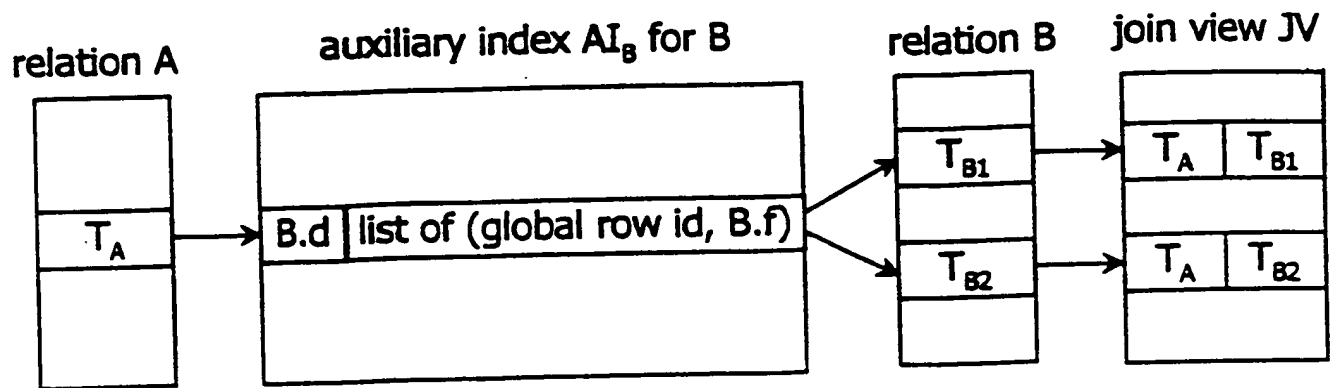 relation A
auxiliary index AI_B for B
relation B
join view JV
T_A
B.d
list of (global row id, B.f)
T_B1
T_B2
T_A
T_B1
T_A
T_B2